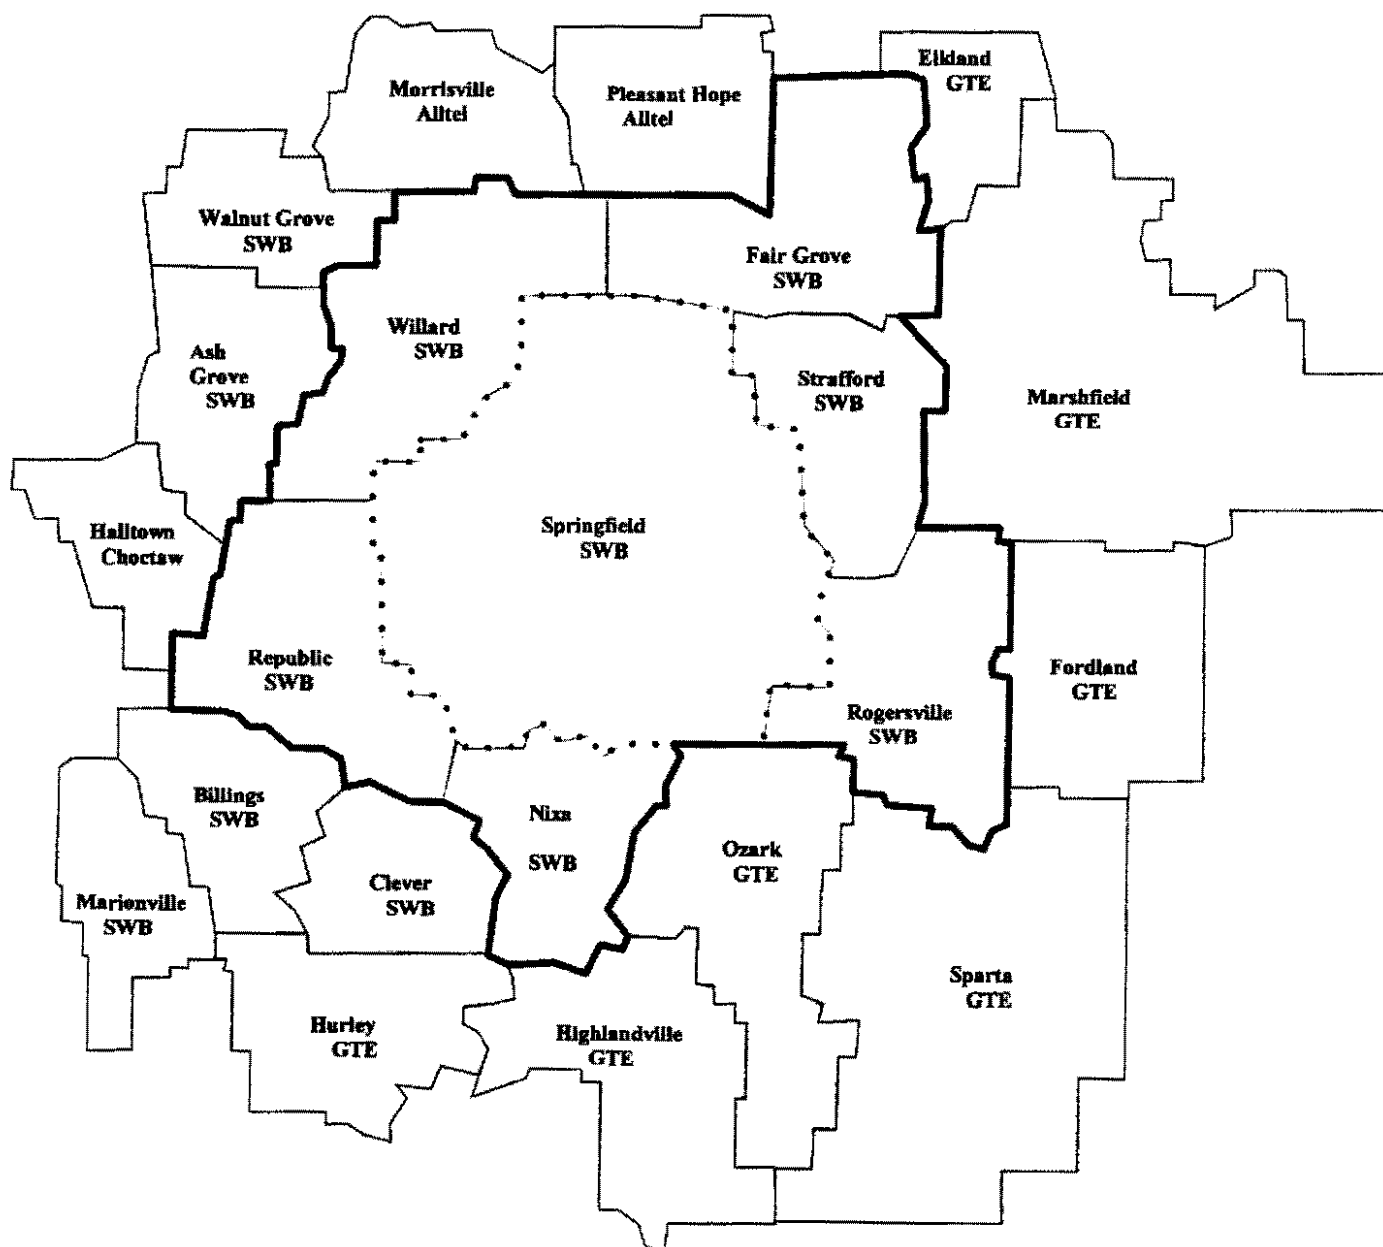 Elkland
GTE
Morrisville
Alltel
Pleasant Hope
Alltel
Walnut Grove
SWB
Fair Grove
SWB
Willard
SWB
Ash
Grove
SWB
Strafford
SWB
Marshfield
GTE
Springfield
SWB
Halltown
Choctaw
Republic
SWB
Fordland
GTE
Rogersville
SWB
Billings
SWB
Nixa
SWB
Ozark
GTE
Clever
SWB
Marionville
SWB
Sparta
GTE
Hurley
GTE
Highlandville
GTE